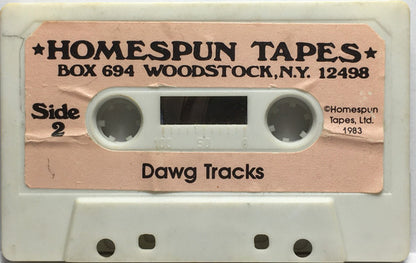 ★HOMESPUN TAPES★
BOX 694 WOODSTOCK, N.Y. 12498
Side
2
©Homespun
Tapes, Ltd.
1983
Dawg Tracks